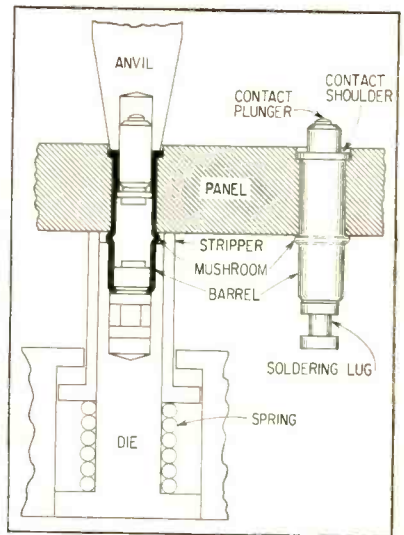 ANVIL
CONTACT
SHOULDER
CONTACT
PLUNGER
PANEL
STRIPPER
MUSHROOM
BARREL
SOLDERING LUG
SPRING
DIE